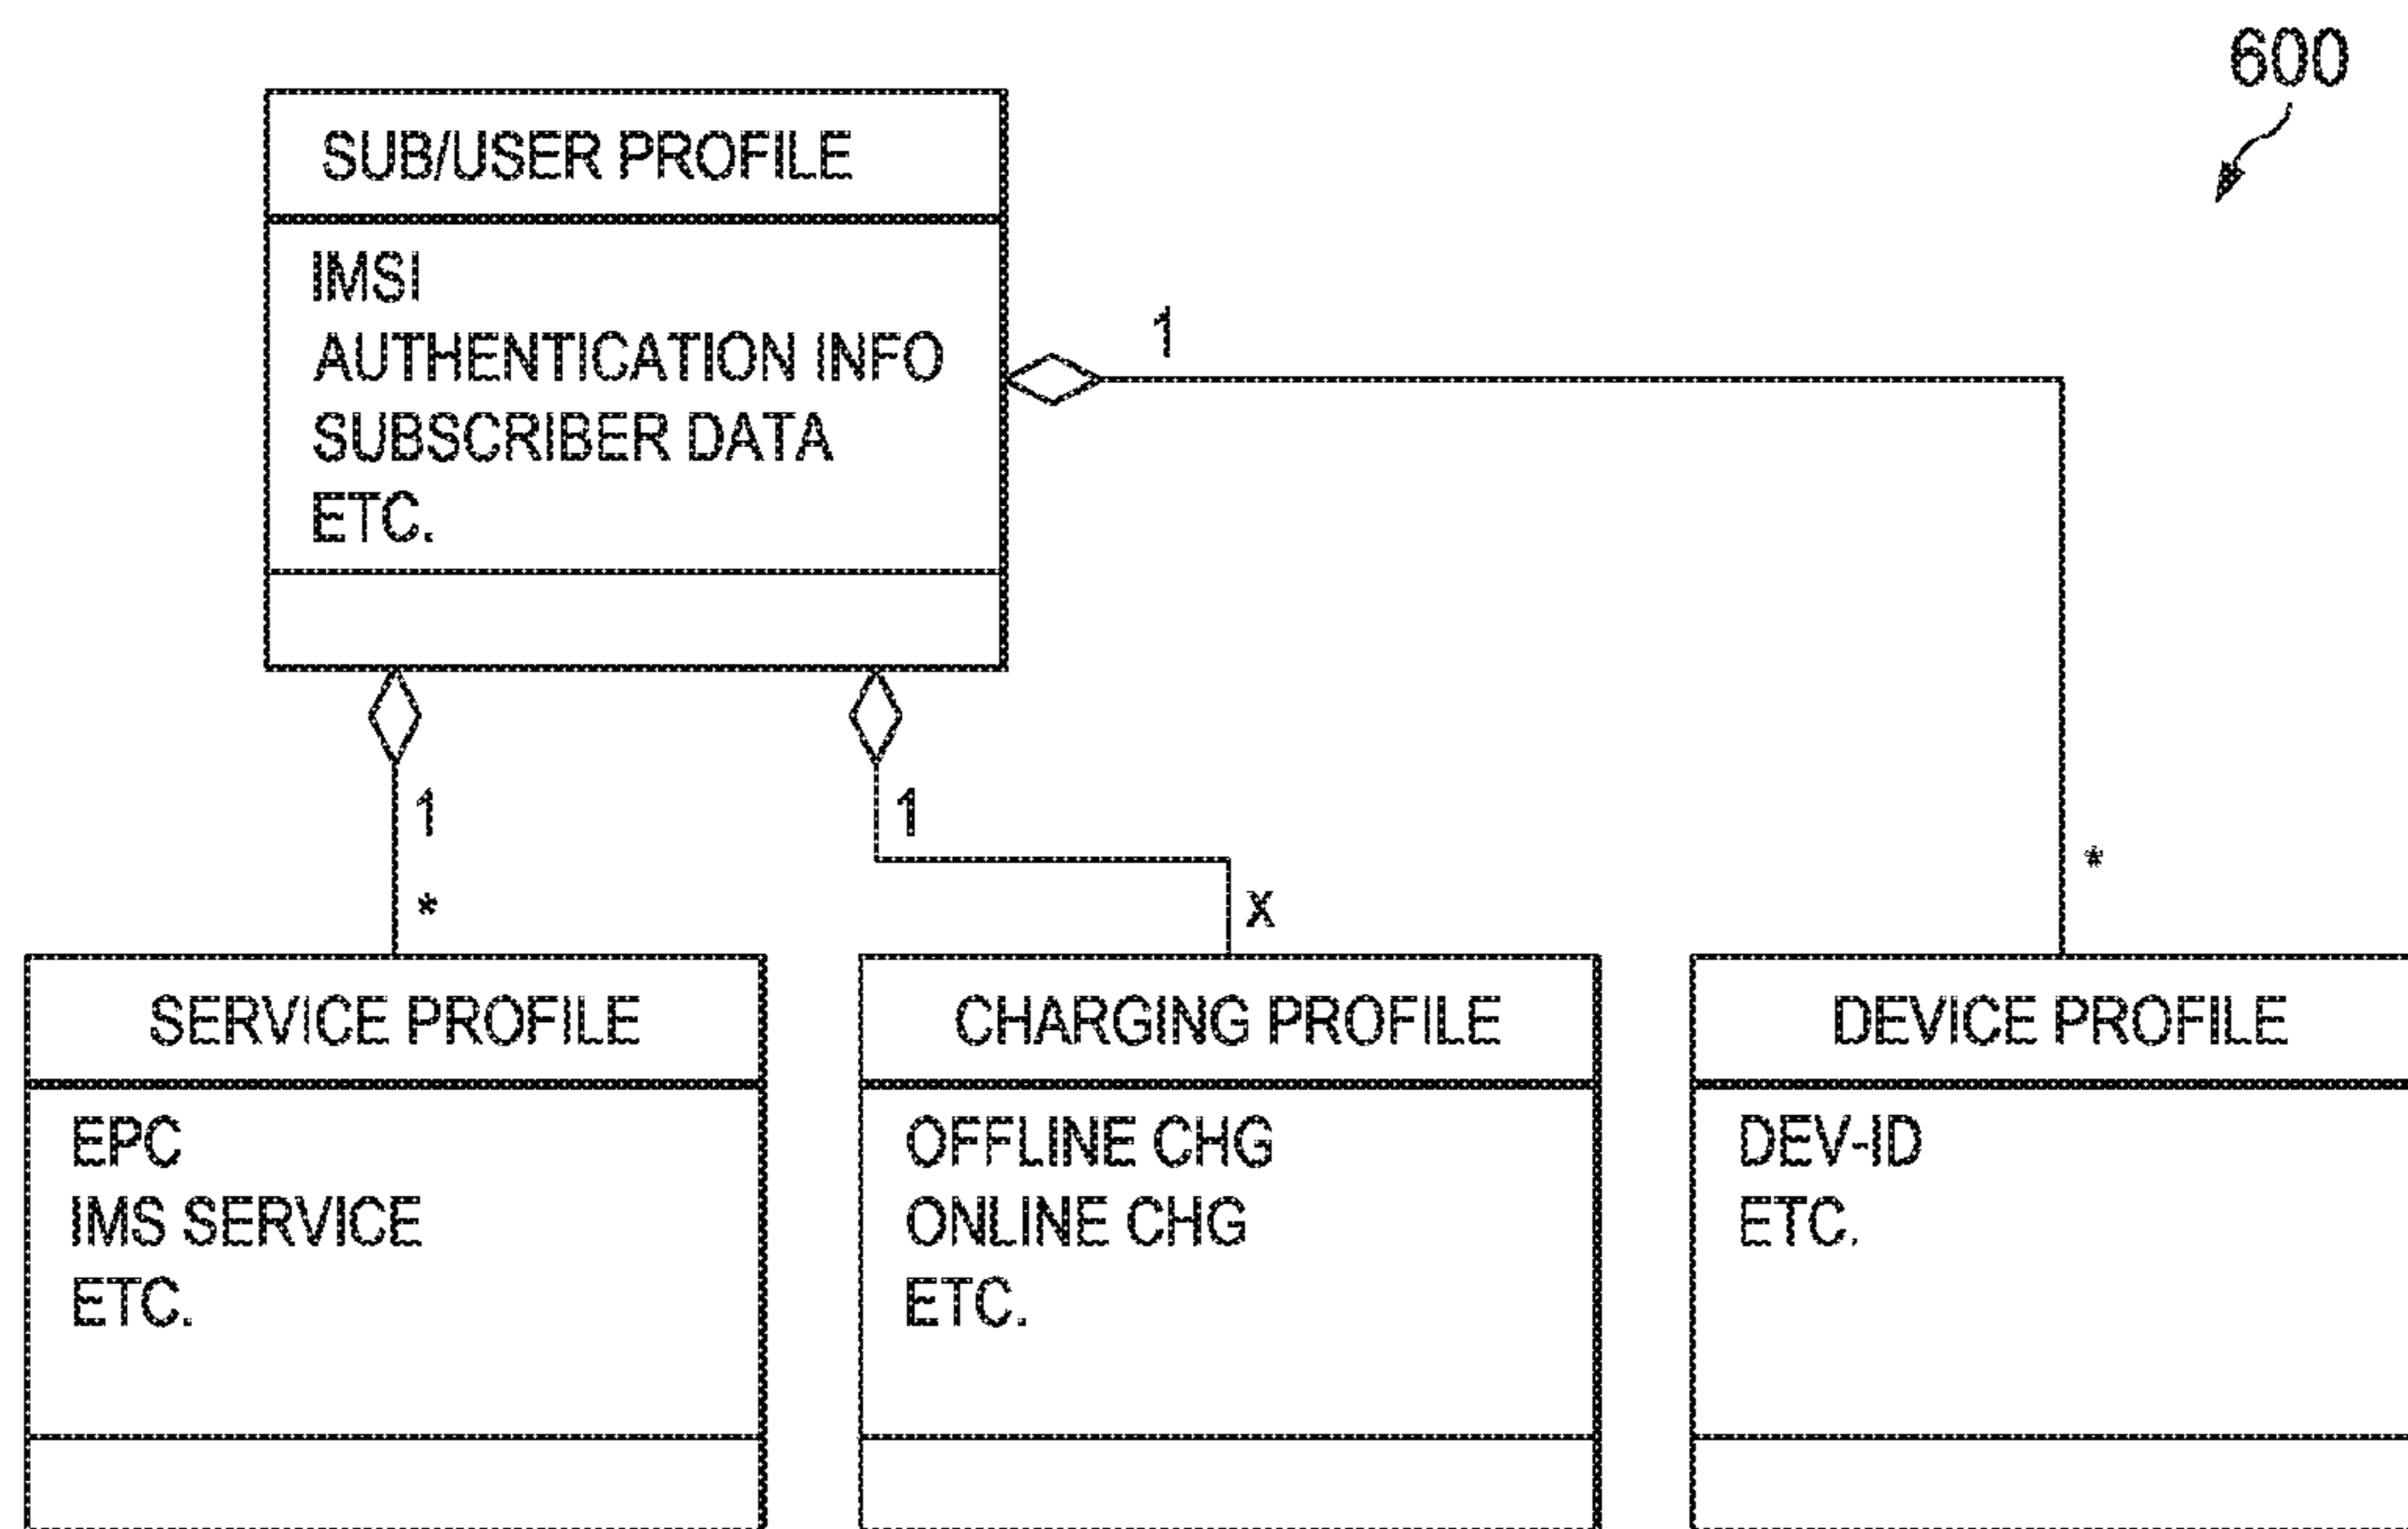 600
SUB/USER PROFILE
IMSI
AUTHENTICATION INFO
SUBSCRIBER DATA
ETC.
1
1
1
*
*
X
SERVICE PROFILE
EPC
IMS SERVICE
ETC.
CHARGING PROFILE
OFFLINE CHG
ONLINE CHG
ETC.
DEVICE PROFILE
DEV-ID
ETC.